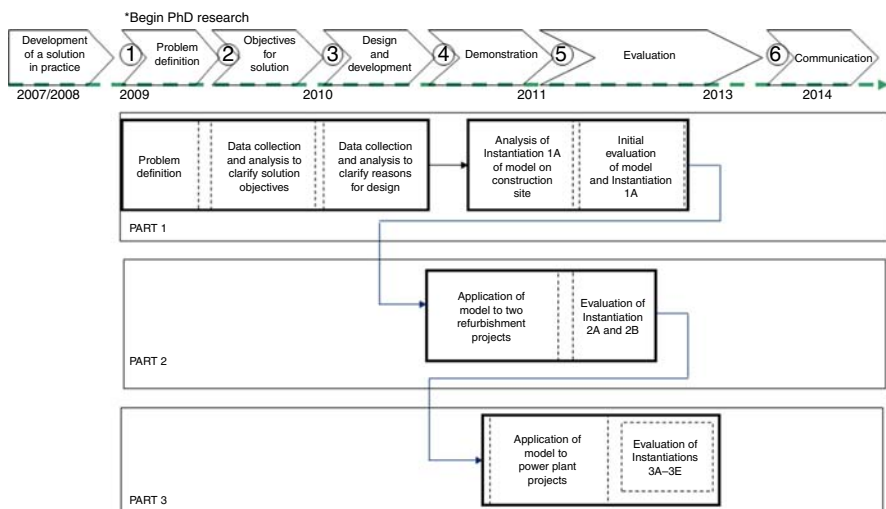 *Begin PhD research
Development
of a solution
in practice
1
Problem
definition
2
Objectives
for
solution
3
Design
and
development
4
Demonstration
5
Evaluation
6
Communication
2007/2008
2009
2010
2011
2013
2014
Problem
definition
Data collection
and analysis to
clarify solution
objectives
Data collection
and analysis to
clarify reasons
for design
Analysis of
Instantiation 1A
of model on
construction
site
Initial
evaluation
of model
and Instantiation
1A
PART 1
Application of
model to two
refurbishment
projects
Evaluation of
Instantiation
2A and 2B
PART 2
Application of
model to
power plant
projects
Evaluation of
Instantiations
3A–3E
PART 3